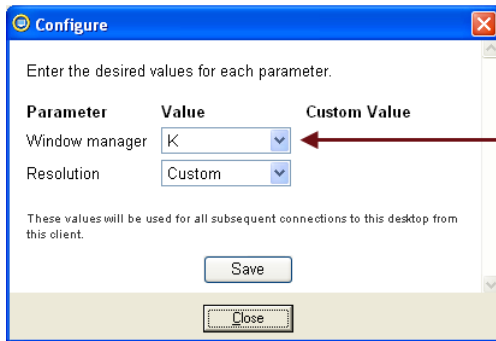 Configure
Enter the desired values for each parameter.
Parameter Value Custom Value
Window manager K
Resolution Custom
These values will be used for all subsequent connections to this desktop from
this client.
Save
Close